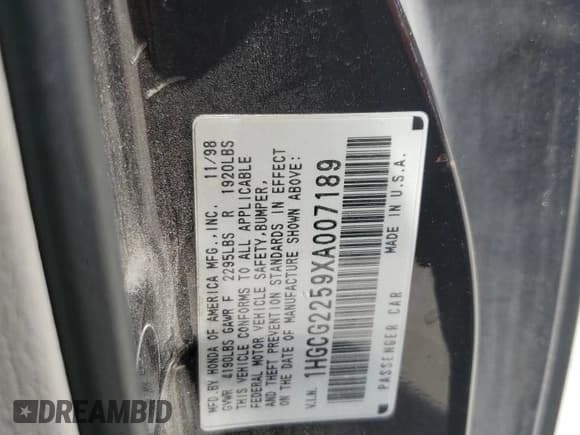 MFD. BY HONDA OF AMERICA MFG.,INC. 11/98
GVWR 4190LBS GAWR F 2295LBS R 1920LBS
THIS VEHICLE CONFORMS TO ALL APPLICABLE
FEDERAL MOTOR VEHICLE SAFETY,BUMPER,
AND THEFT PREVENTION STANDARDS IN EFFECT
ON THE DATE OF MANUFACTURE SHOWN ABOVE:
V.I.N. 1HGCG2259XA007189
PASSENGER CAR MADE IN U.S.A.
DREAMBID